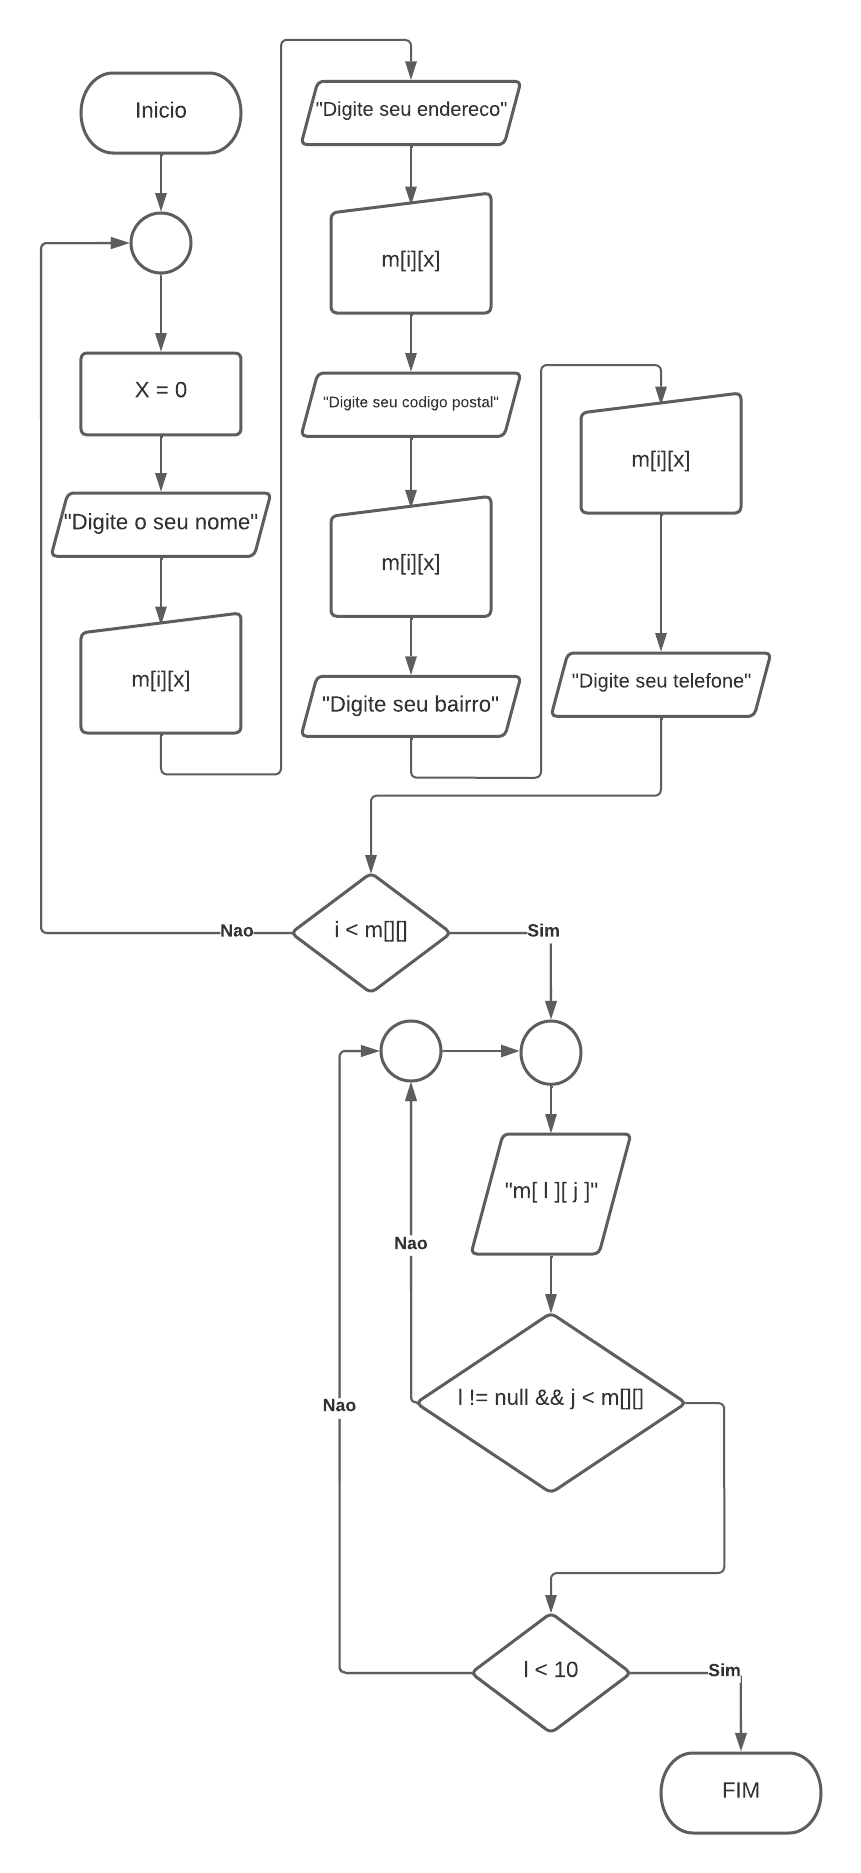 Inicio
X = 0
"Digite o seu nome"
m[i][x]
"Digite seu endereco"
m[i][x]
"Digite seu codigo postal"
m[i][x]
"Digite seu bairro"
m[i][x]
"Digite seu telefone"
i < m[][]
Nao
Sim
"m[ l ][ j ]"
Nao
l != null && j < m[][]
Nao
l < 10
Sim
FIM